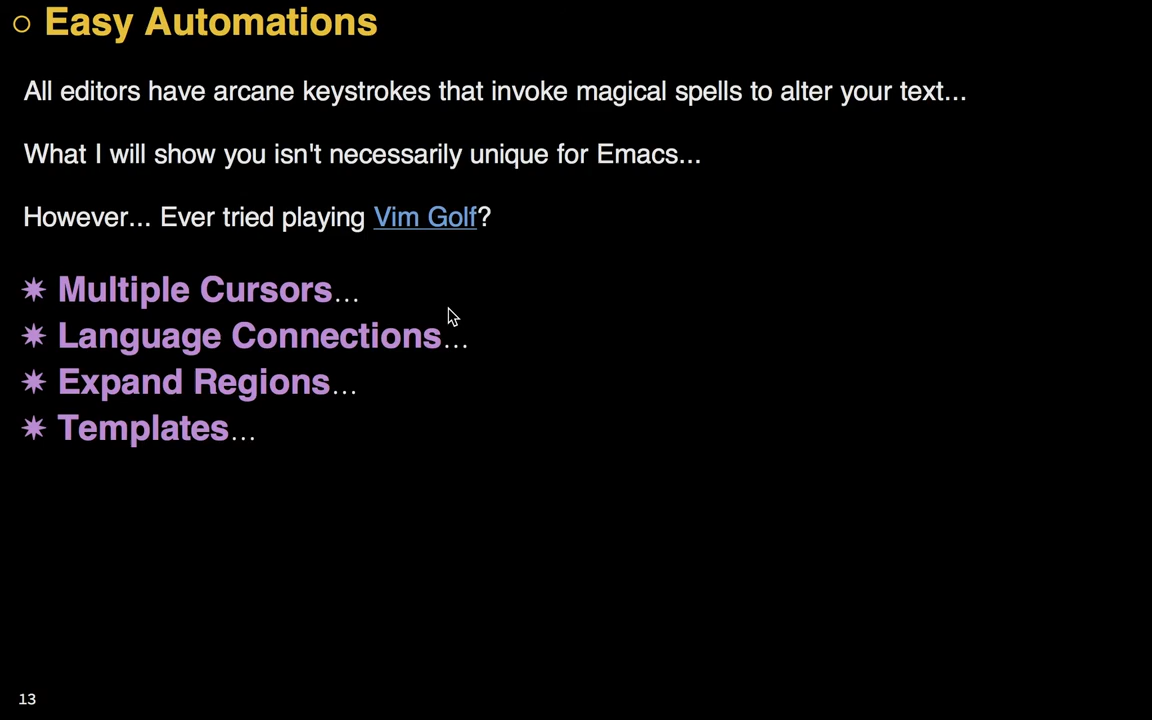 ○ Easy Automations
All editors have arcane keystrokes that invoke magical spells to alter your text...
What I will show you isn't necessarily unique for Emacs...
However... Ever tried playing Vim Golf?
✷ Multiple Cursors...
✷ Language Connections...
✷ Expand Regions...
✷ Templates...
13